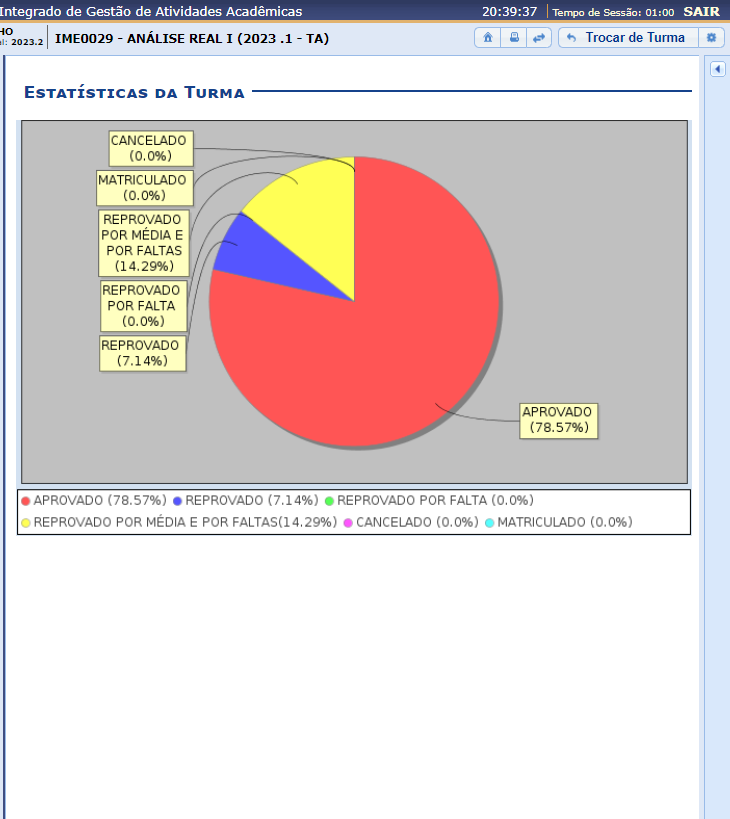 Integrado de Gestão de Atividades Acadêmicas 20:39:37 Tempo de Sessão: 01:00 SAIR
HO
el: 2023.2
IME0029 - ANÁLISE REAL I (2023 .1 - TA)
Trocar de Turma
Estatísticas da Turma
CANCELADO
(0.0%)
MATRICULADO
(0.0%)
REPROVADO
POR MÉDIA E
POR FALTAS
(14.29%)
REPROVADO
POR FALTA
(0.0%)
REPROVADO
(7.14%)
APROVADO
(78.57%)
APROVADO (78.57%) REPROVADO (7.14%) REPROVADO POR FALTA (0.0%)
REPROVADO POR MÉDIA E POR FALTAS(14.29%) CANCELADO (0.0%) MATRICULADO (0.0%)